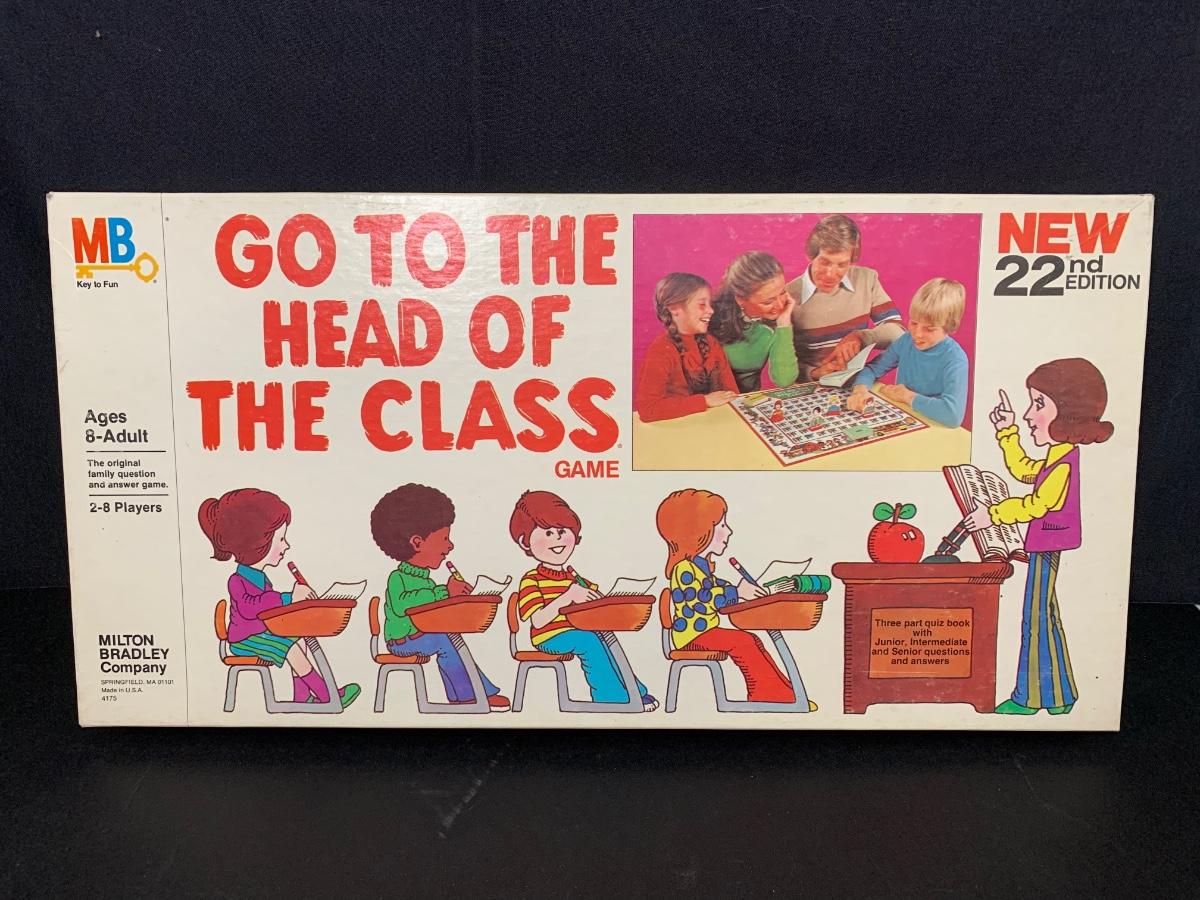 MB
Key to Fun
Ages
8-Adult
The original
family question
and answer game.
2-8 Players
MILTON
BRADLEY
Company
SPRINGFIELD, MA 01101
Made in U.S.A.
4175
GO TO THE
HEAD OF
THE CLASS
GAME
NEW
22nd
EDITION
Three part quiz book
with
Junior, Intermediate
and Senior questions
and answers